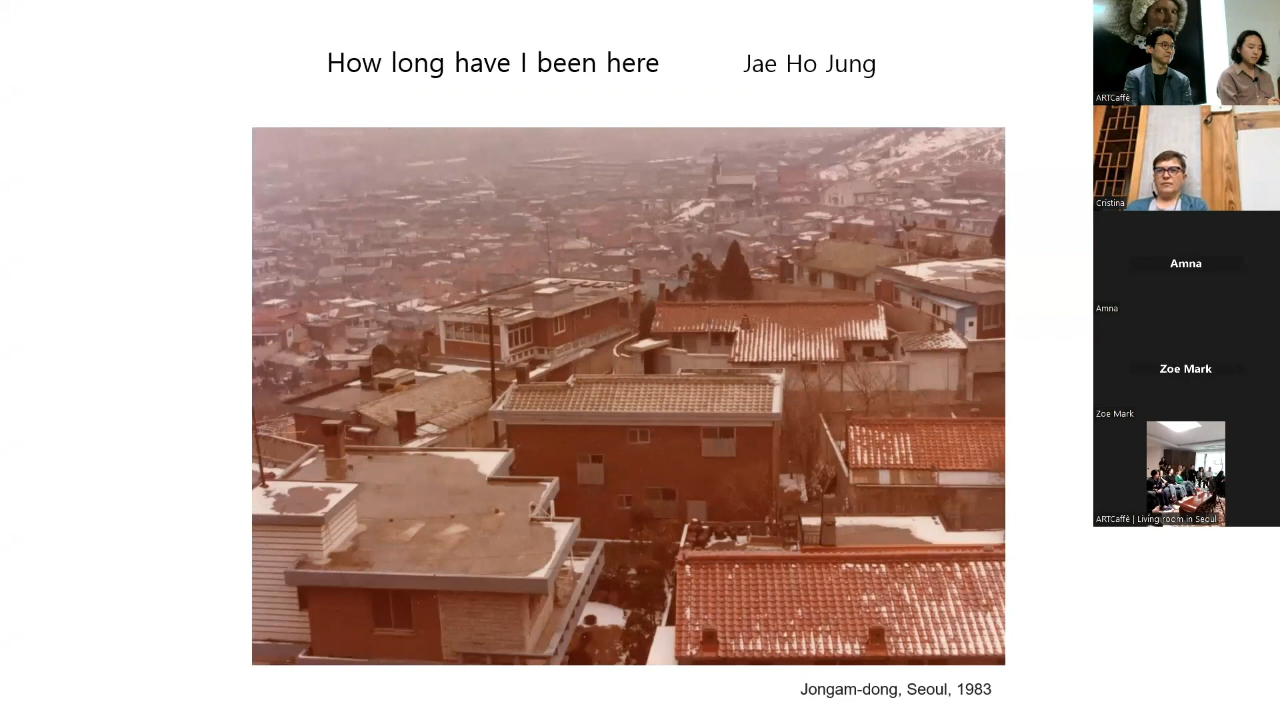 How long have I been here Jae Ho Jung
Jongam-dong, Seoul, 1983
ARTCaffè
Cristina
Amna
Amna
Zoe Mark
Zoe Mark
ARTCaffè | Living room in Seoul